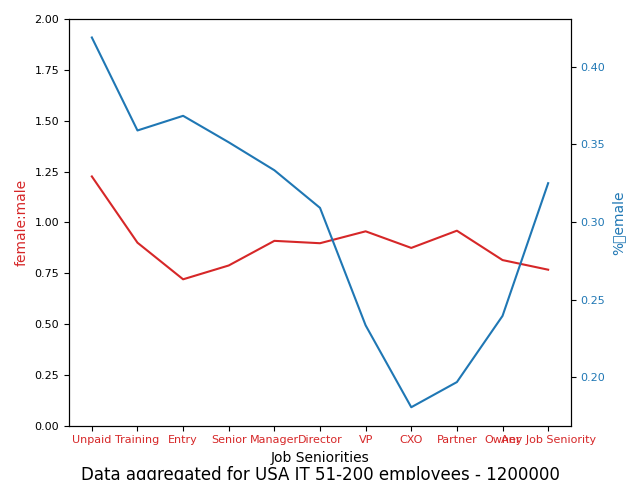 2.00
1.75
1.50
1.25
1.00
0.75
0.50
0.25
0.00
female:male
0.40
0.35
0.30
0.25
0.20
%▯emale
Unpaid Training Entry Senior Manager Director VP CXO Partner Owner Any Job Seniority
Job Seniorities
Data aggregated for USA IT 51-200 employees - 1200000